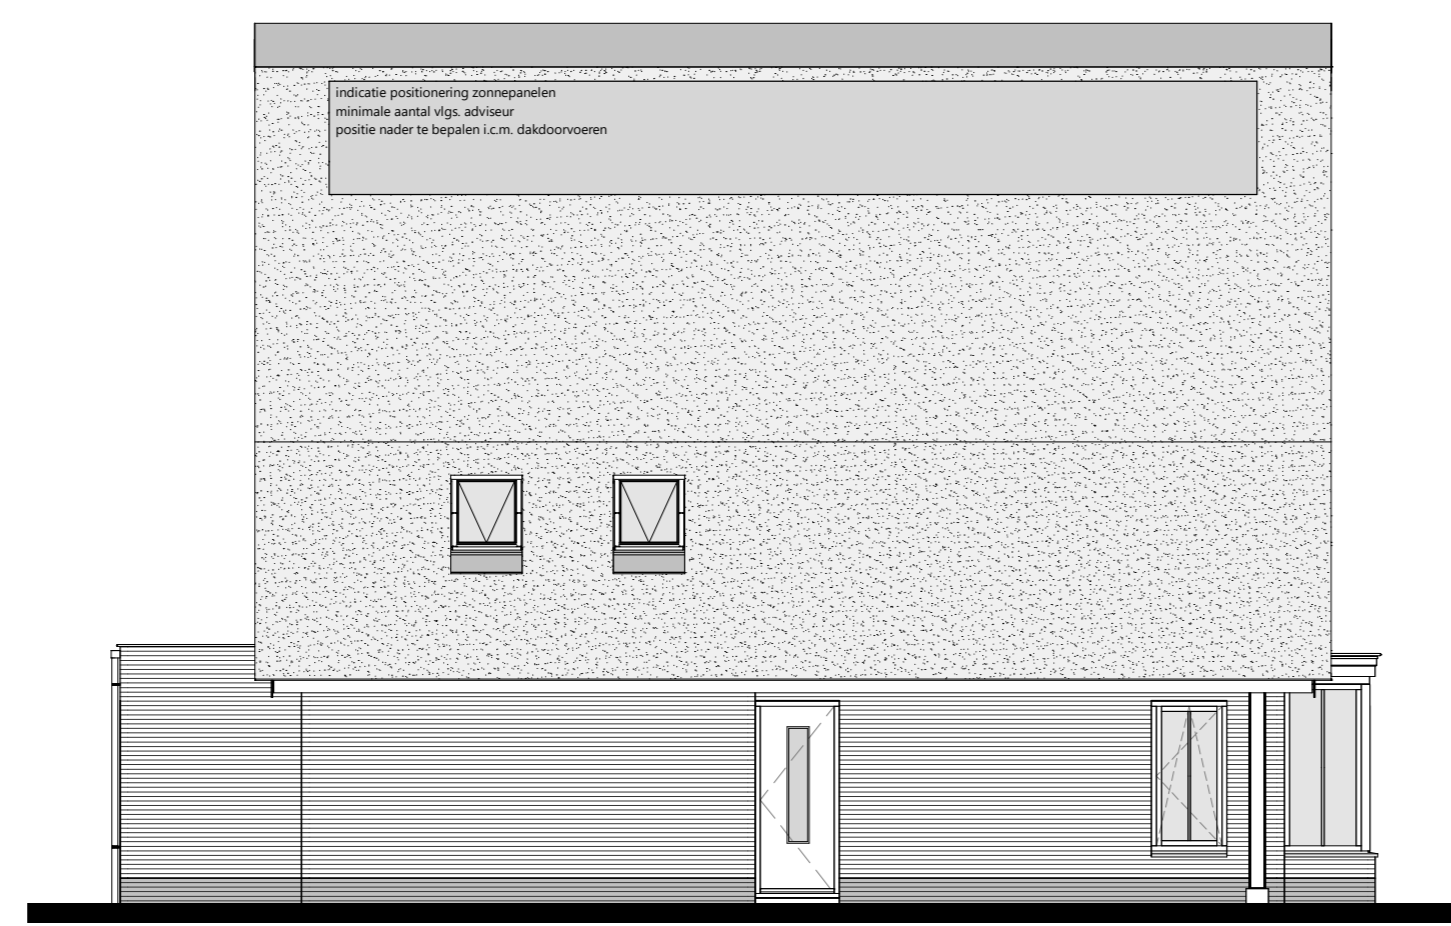 indicatie positionering zonnepanelen
minimale aantal vlgs. adviseur
positie nader te bepalen i.c.m. dakdoorvoeren